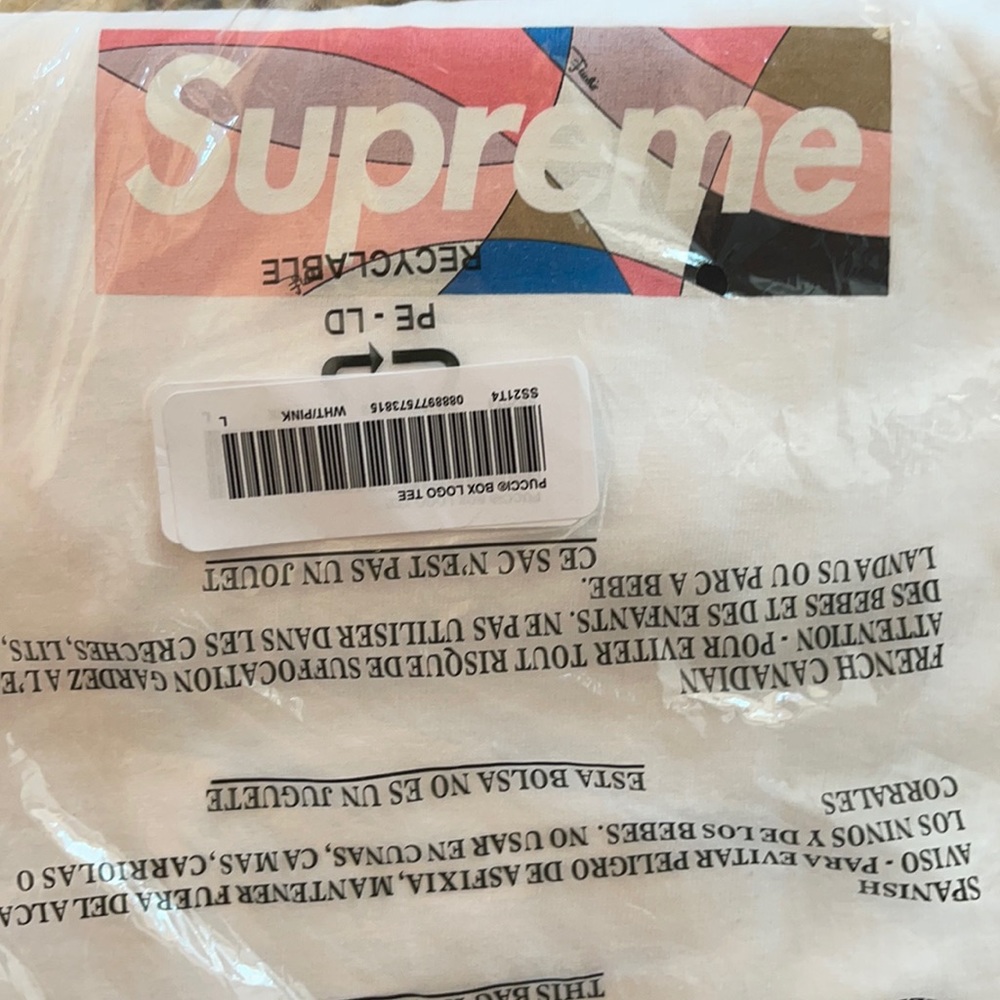 Supreme
THIS BAG
SPANISH
AVISO - PARA EVITAR PELIGRO DE ASFIXIA, MANTENER FUERA DEL ALCA
LOS NINOS Y DE LOS BEBES. NO USAR EN CUNAS, CAMAS, CARRIOLAS O
CORRALES
ESTA BOLSA NO ES UN JUGUETE
FRENCH CANADIAN
ATTENTION - POUR EVITER TOUT RISQUE DE SUFFOCATION GARDEZ A L'E
DES BEBES ET DES ENFANTS. NE PAS UTILISER DANS LES CRECHES, LITS,
LANDAUS OU PARC A BEBE.
CE SAC N'EST PAS UN JOUET
PUCCI® BOX LOGO TEE
SS21T4 088897573815 WHT/PINK L
PE - LD
RECYCLABLE